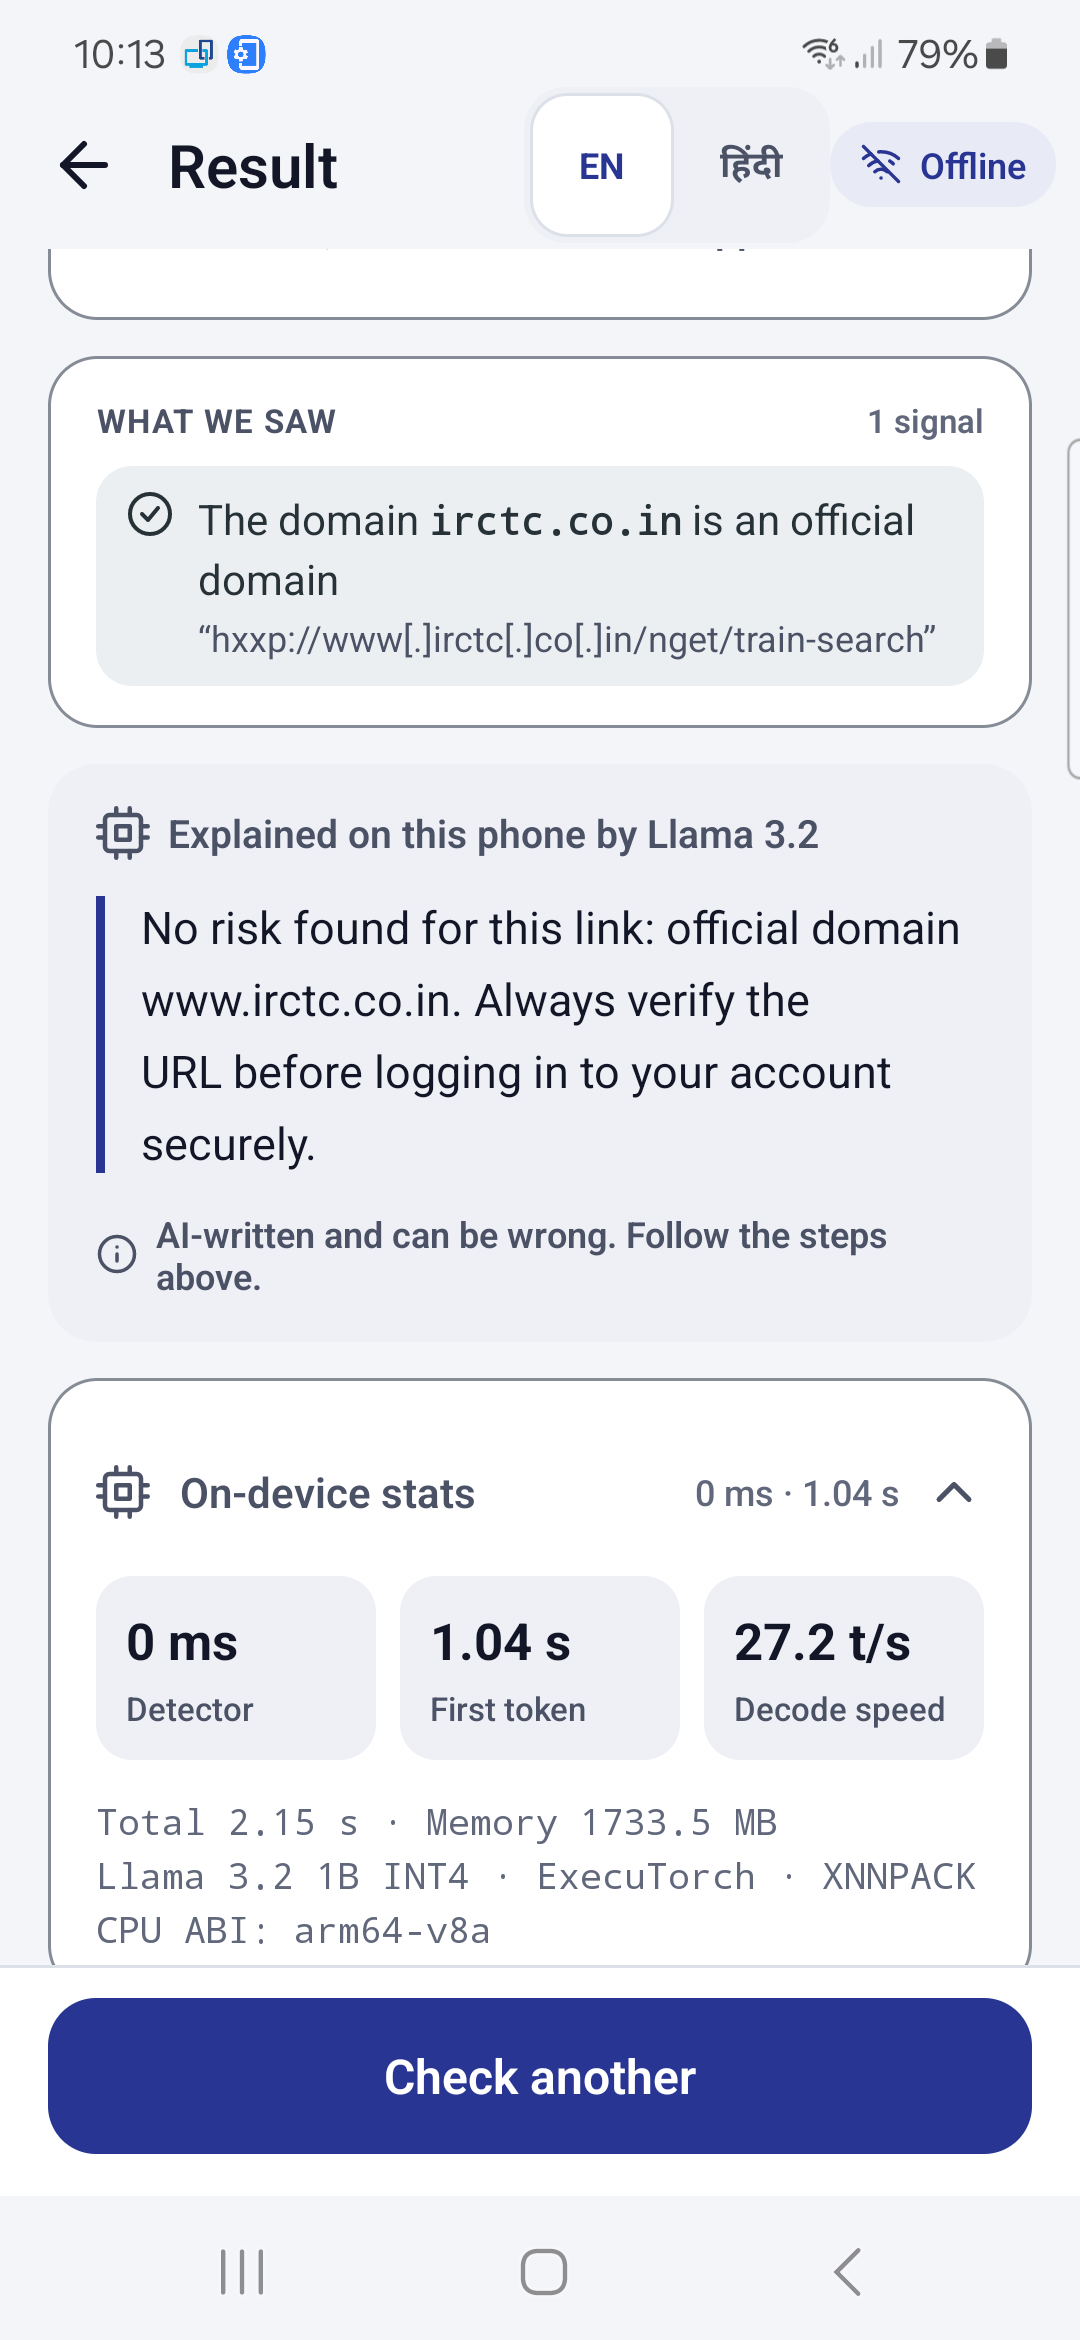 10:13
79%
Result
EN
हिंदी
Offline
WHAT WE SAW
1 signal
The domain irctc.co.in is an official
domain
“hxxp://www[.]irctc[.]co[.]in/nget/train-search”
Explained on this phone by Llama 3.2
No risk found for this link: official domain
www.irctc.co.in. Always verify the
URL before logging in to your account
securely.
AI-written and can be wrong. Follow the steps
above.
On-device stats
0 ms · 1.04 s
0 ms
Detector
1.04 s
First token
27.2 t/s
Decode speed
Total 2.15 s · Memory 1733.5 MB
Llama 3.2 1B INT4 · ExecuTorch · XNNPACK
CPU ABI: arm64-v8a
Check another